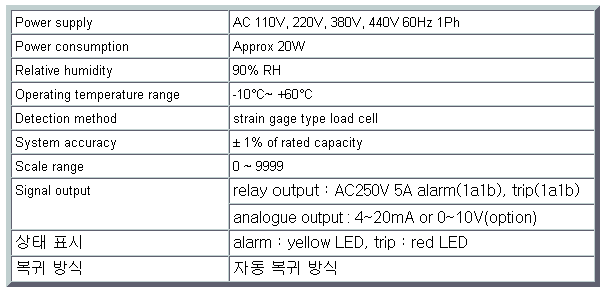 Power supply AC 110V, 220V, 380V, 440V 60Hz 1Ph
Power consumption Approx 20W
Relative humidity 90% RH
Operating temperature range -10°C~ +60°C
Detection method strain gage type load cell
System accuracy ± 1% of rated capacity
Scale range 0 ~ 9999
Signal output relay output : AC250V 5A alarm(1a1b), trip(1a1b)
analogue output : 4~20mA or 0~10V(option)
상태 표시 alarm : yellow LED, trip : red LED
복귀 방식 자동 복귀 방식